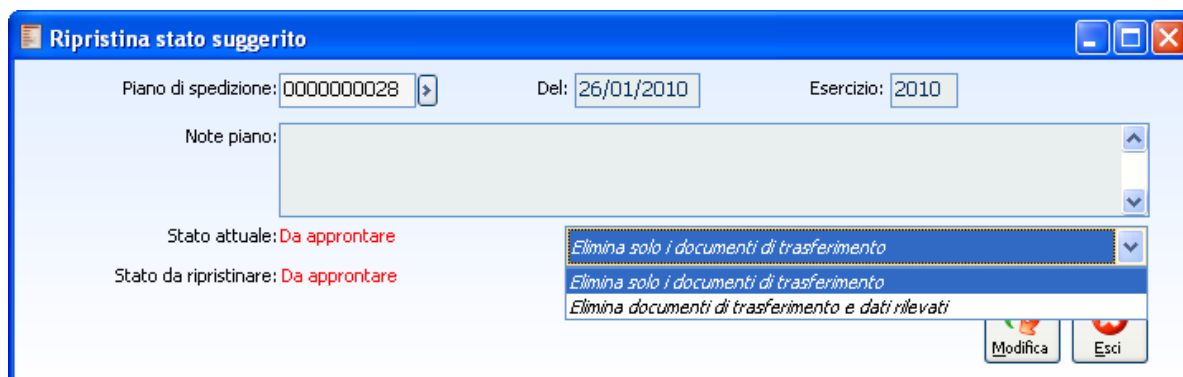 Ripristina stato suggerito
Piano di spedizione: 0000000028 Del: 26/01/2010 Esercizio: 2010
Note piano:
Stato attuale: Da approntare Elimina solo i documenti di trasferimento
Stato da ripristinare: Da approntare Elimina solo i documenti di trasferimento
Elimina documenti di trasferimento e dati rilevati
Modifica Esci